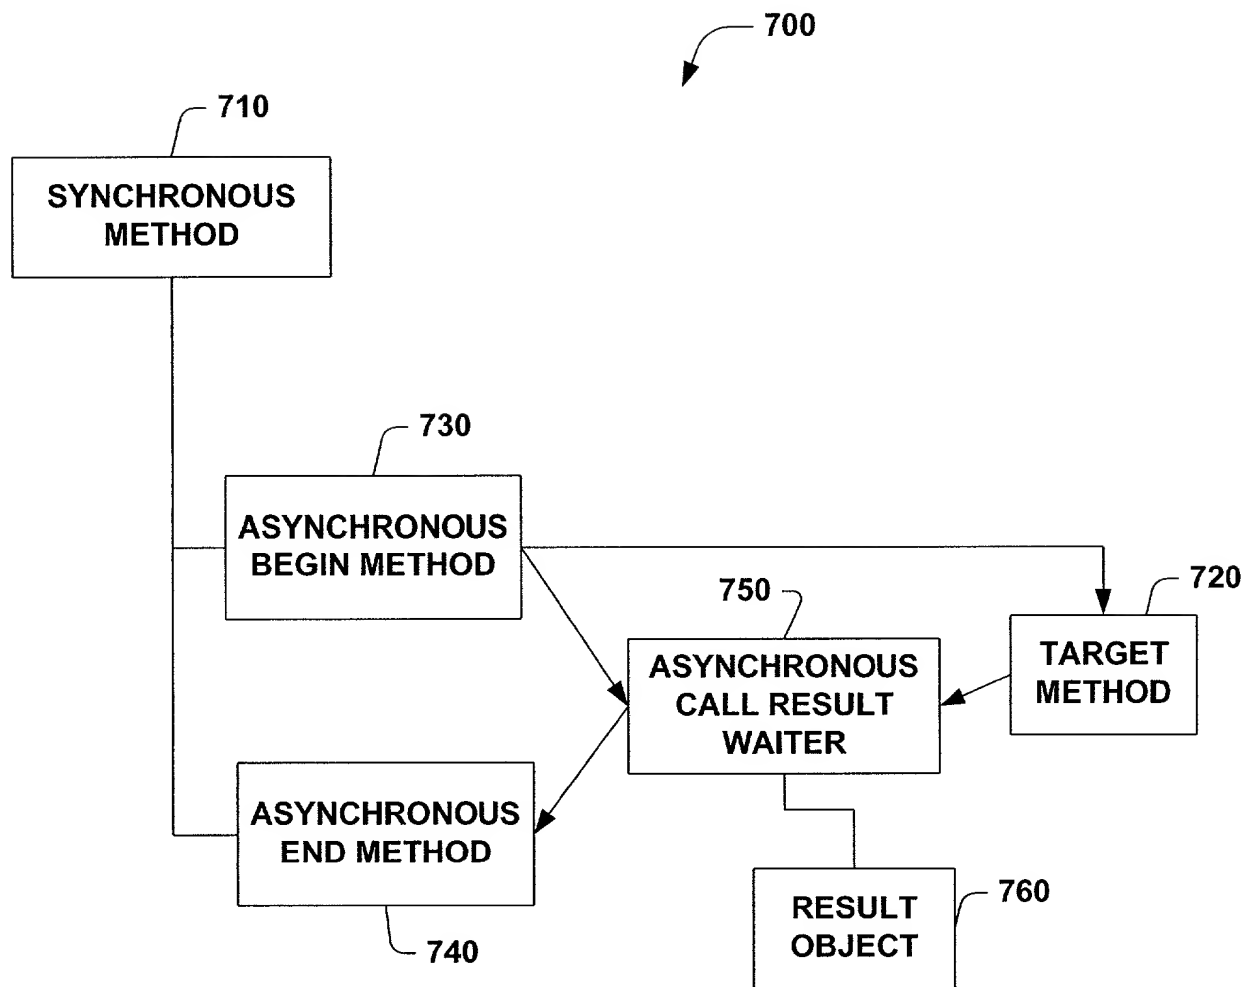 700
710
SYNCHRONOUS
METHOD
730
ASYNCHRONOUS
BEGIN METHOD
750
720
ASYNCHRONOUS
CALL RESULT
WAITER
TARGET
METHOD
ASYNCHRONOUS
END METHOD
740
760
RESULT
OBJECT